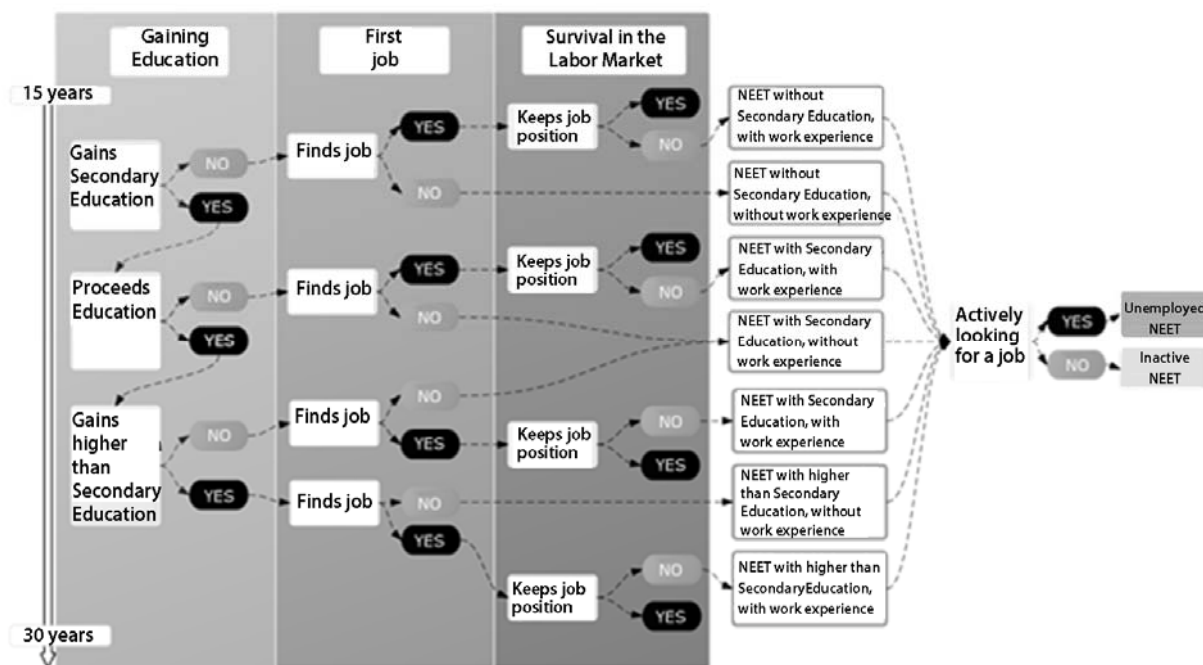 Gaining
Education
First
job
Survival in the
Labor Market
15 years
Gains
Secondary
Education
NO
YES
Finds job
YES
NO
Keeps job
position
YES
NO
NEET without
Secondary Education,
with work experience
NEET without
Secondary Education,
without work experience
Proceeds
Education
NO
YES
Finds job
YES
NO
Keeps job
position
YES
NO
NEET with Secondary
Education, with
work experience
NEET with Secondary
Education, without
work experience
Gains
higher
than
Secondary
Education
NO
YES
Finds job
NO
YES
Keeps job
position
NO
YES
NEET with Secondary
Education, with
work experience
Finds job
NO
YES
NEET with higher
than Secondary
Education, without
work experience
Keeps job
position
NO
YES
NEET with higher than
SecondaryEducation,
with work experience
Actively
looking
for a job
YES
NO
Unemployed
NEET
Inactive
NEET
30 years